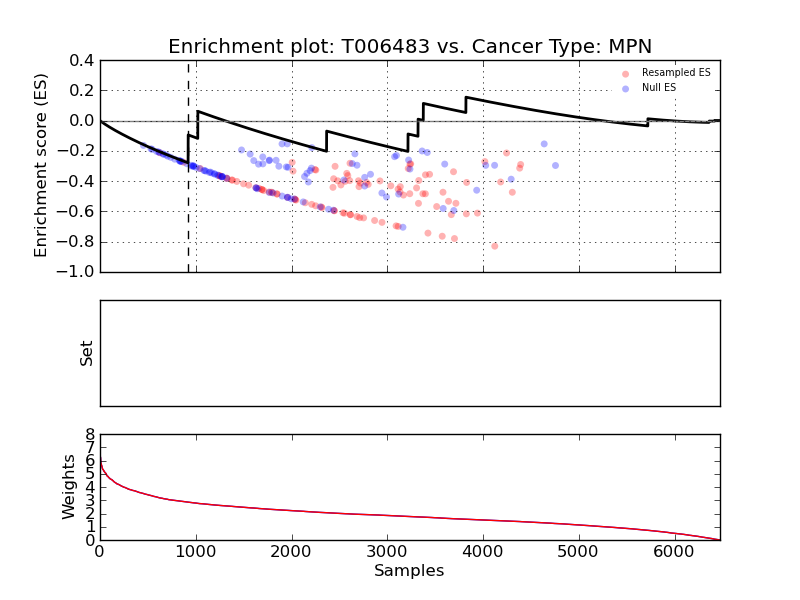 Enrichment plot: T006483 vs. Cancer Type: MPN
Enrichment score (ES)
0.4
0.2
0.0
−0.2
−0.4
−0.6
−0.8
−1.0
Resampled ES
Null ES
Set
Weights
8
7
6
5
4
3
2
1
0
0 1000 2000 3000 4000 5000 6000
Samples